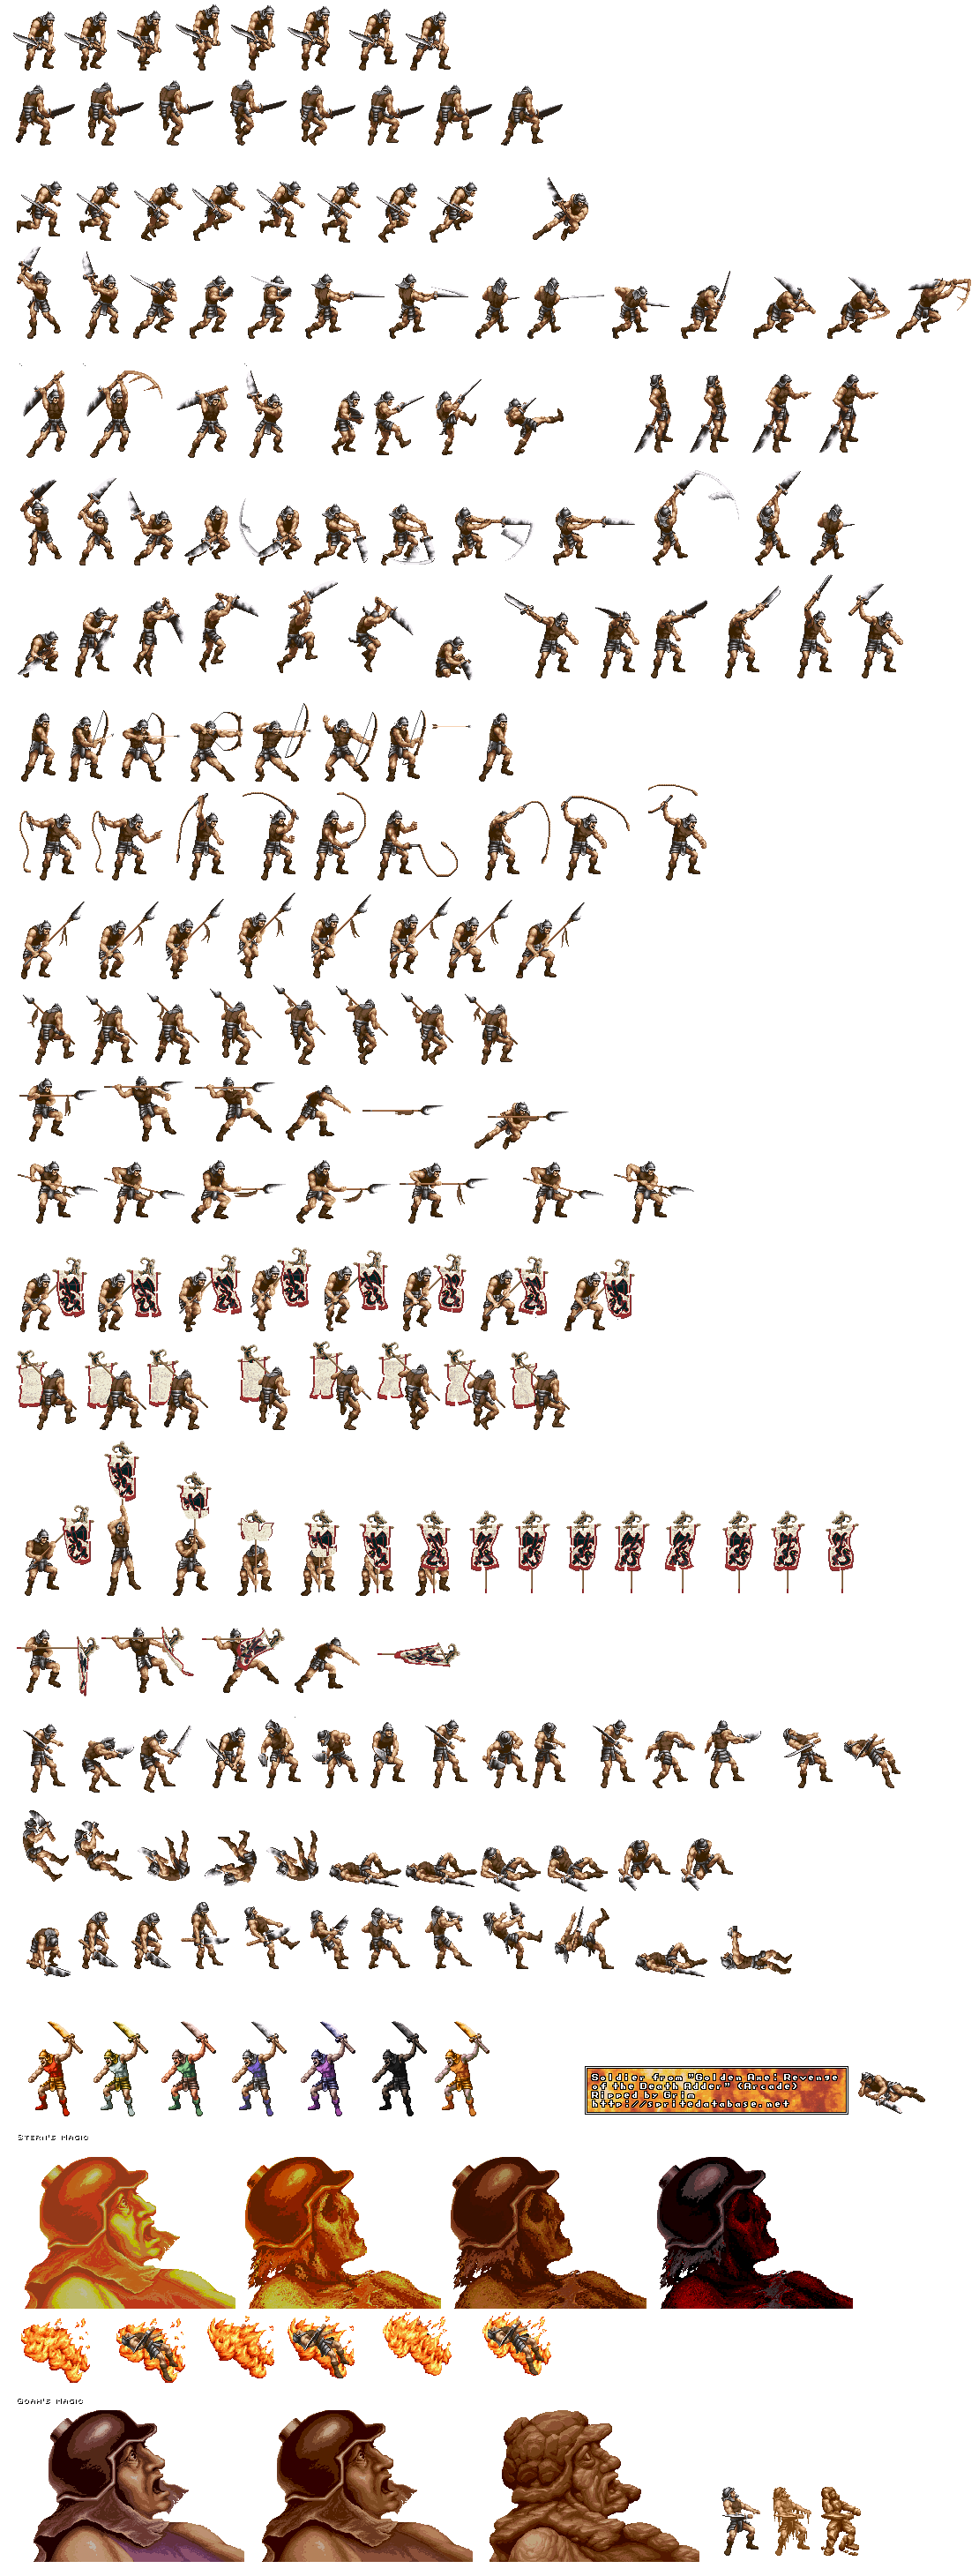 Soldier from "Golden Axe: Revenge
of the Death Adder" (Arcade)
Ripped by Grim
http://spritedatabase.net
Stern's Magic
Goah's Magic